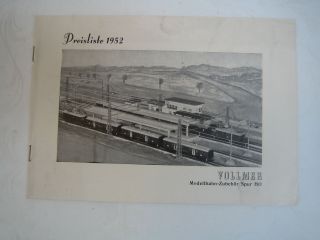 Preisliste 1952
VOLLMER
Modellbahn-Zubehör/Spur H0